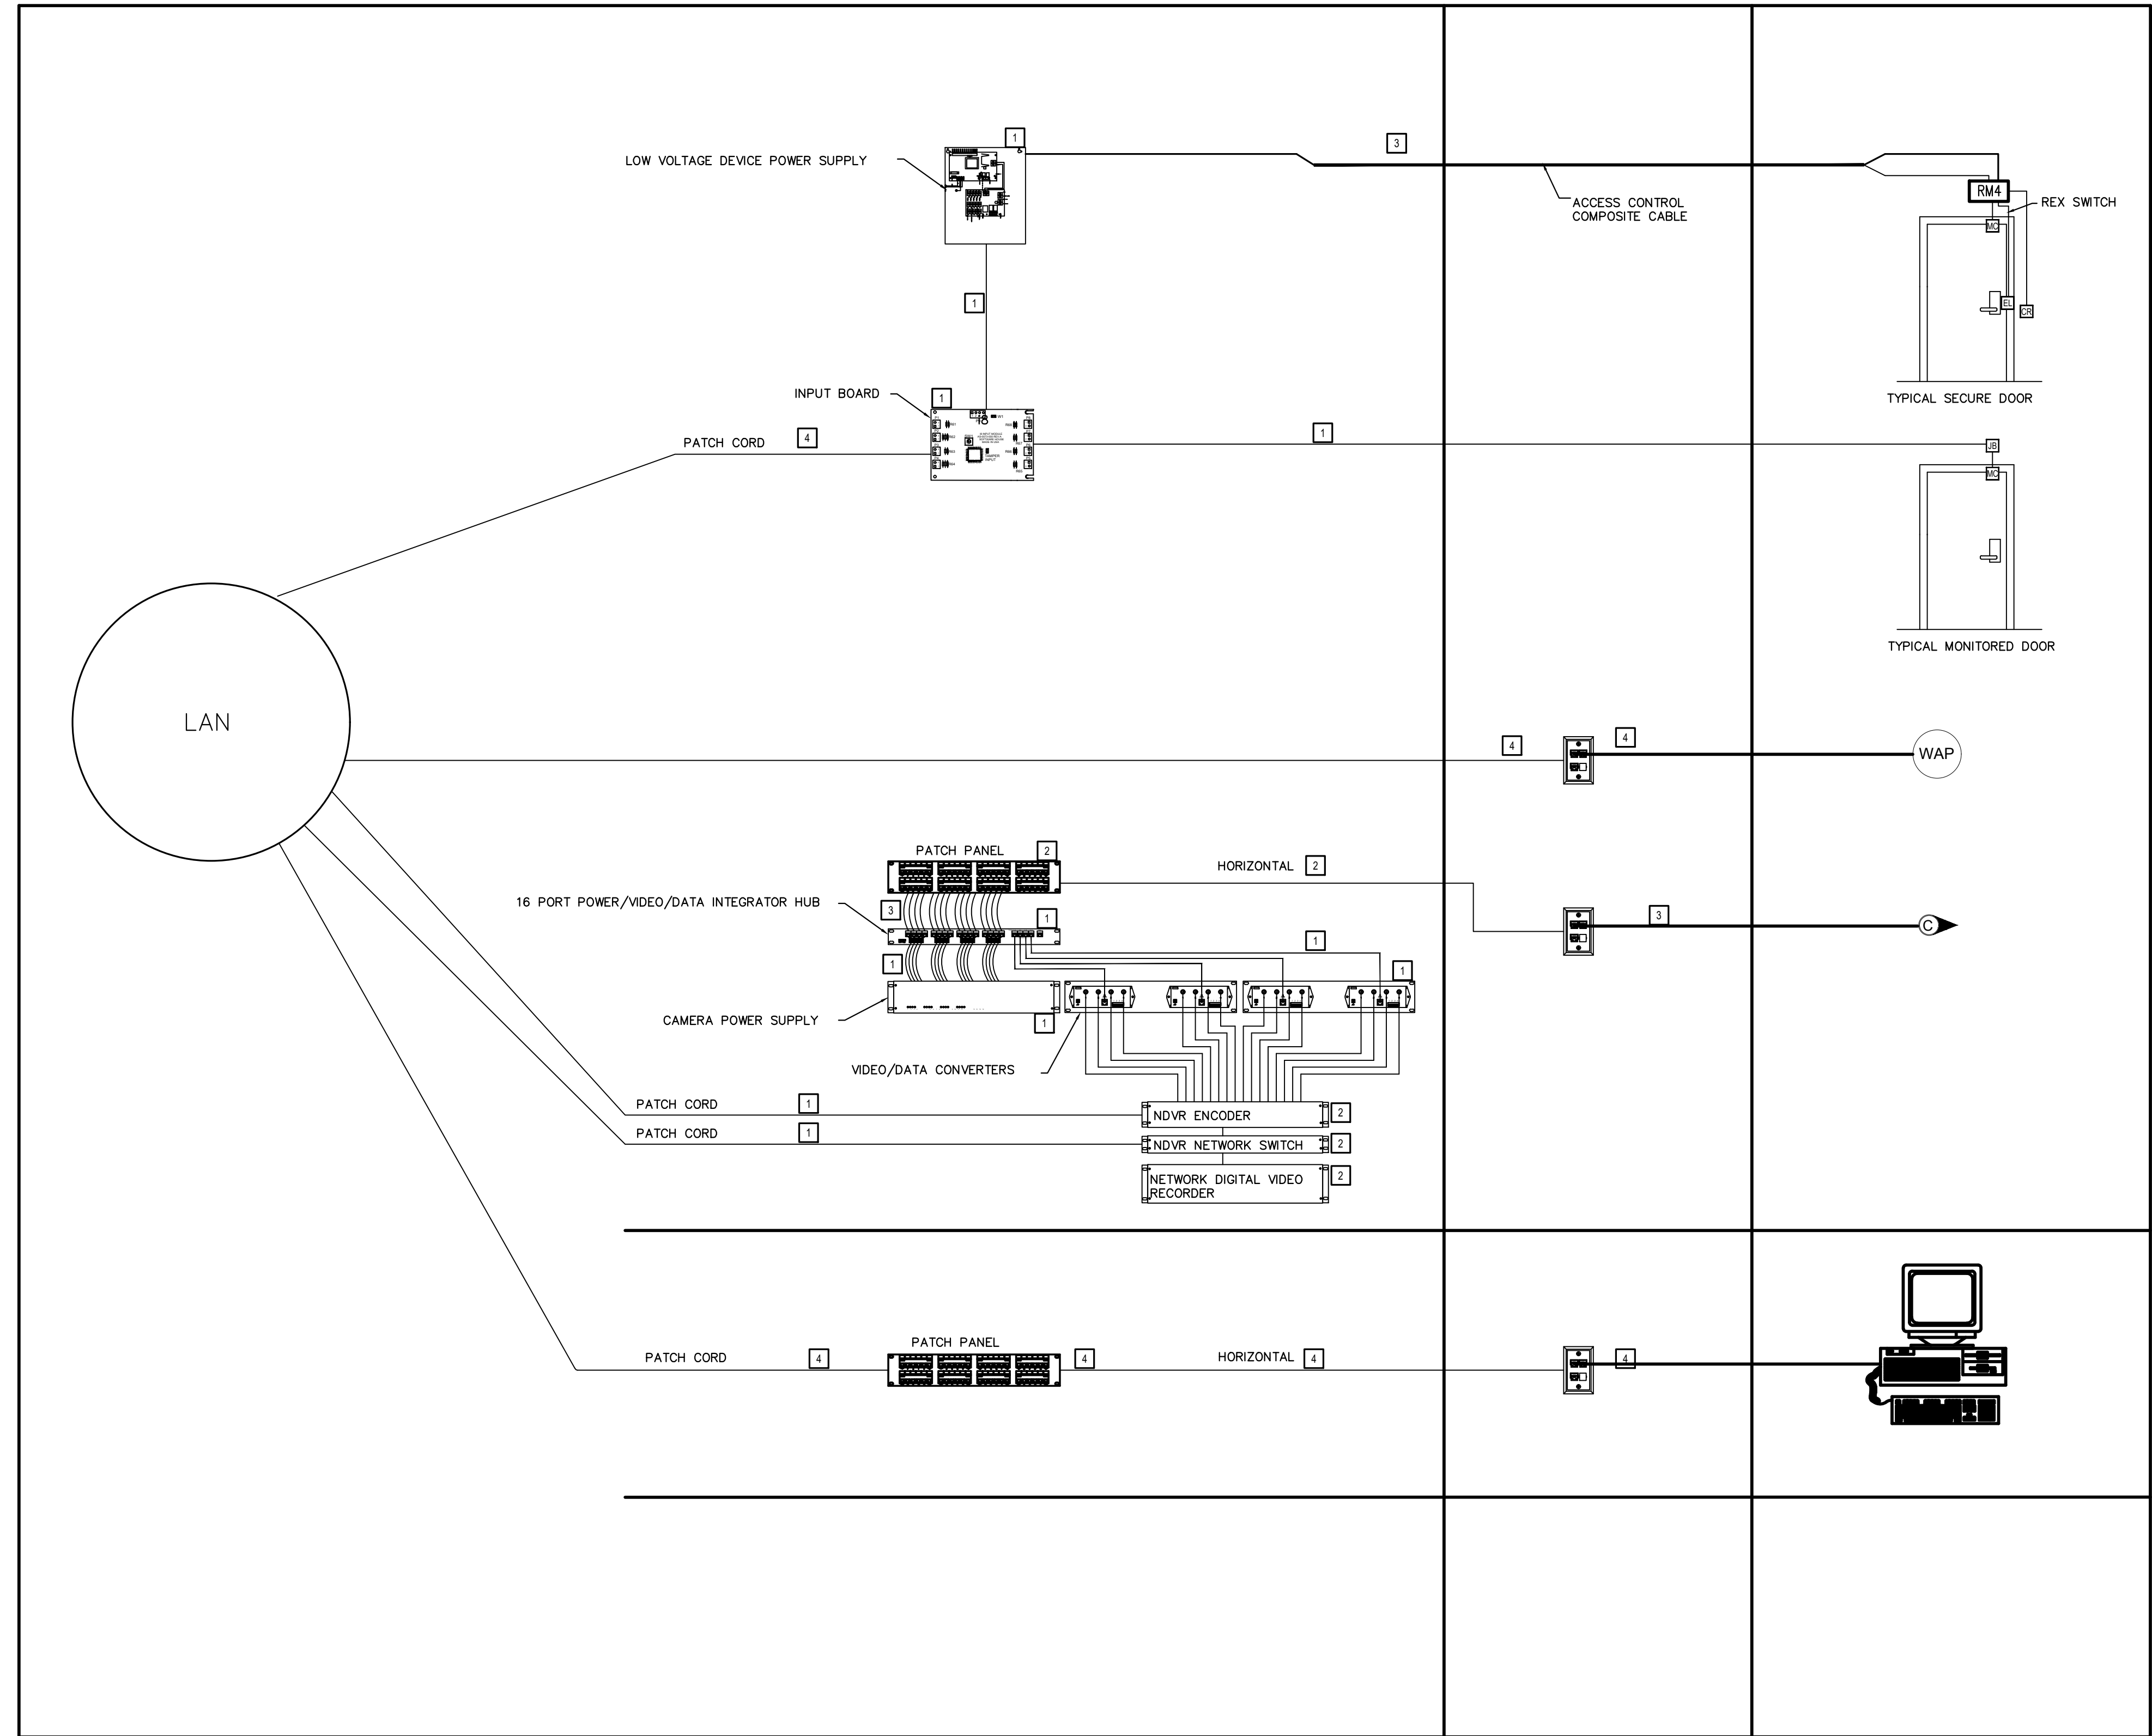 1
3
LOW VOLTAGE DEVICE POWER SUPPLY
ACCESS CONTROL
COMPOSITE CABLE
RM4
REX SWITCH
MC
1
EL
CR
TYPICAL SECURE DOOR
INPUT BOARD
1
PATCH CORD
4
TAMPER
INPUT
1
JB
MC
TYPICAL MONITORED DOOR
LAN
4
4
WAP
PATCH PANEL
2
HORIZONTAL
2
16 PORT POWER/VIDEO/DATA INTEGRATOR HUB
3
1
3
C
1
1
1
CAMERA POWER SUPPLY
1
VIDEO/DATA CONVERTERS
PATCH CORD
1
NDVR ENCODER
2
PATCH CORD
1
NDVR NETWORK SWITCH
2
NETWORK DIGITAL VIDEO
RECORDER
2
PATCH CORD
4
PATCH PANEL
4
HORIZONTAL
4
4